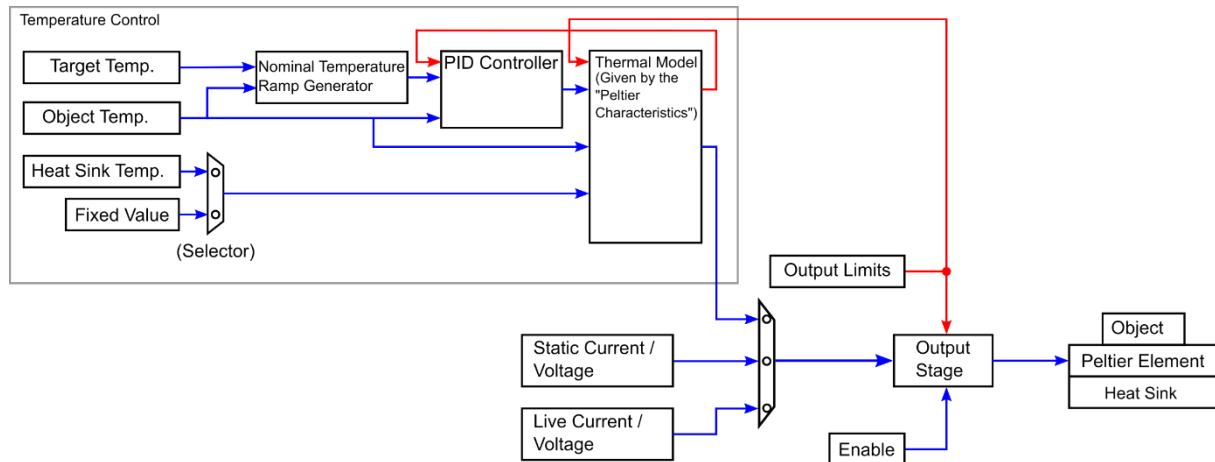 Temperature Control
Target Temp.
Nominal Temperature
Ramp Generator
PID Controller
Thermal Model
(Given by the
"Peltier
Characteristics")
Object Temp.
Heat Sink Temp.
Fixed Value
(Selector)
Output Limits
Static Current /
Voltage
Output
Stage
Object
Peltier Element
Heat Sink
Live Current /
Voltage
Enable